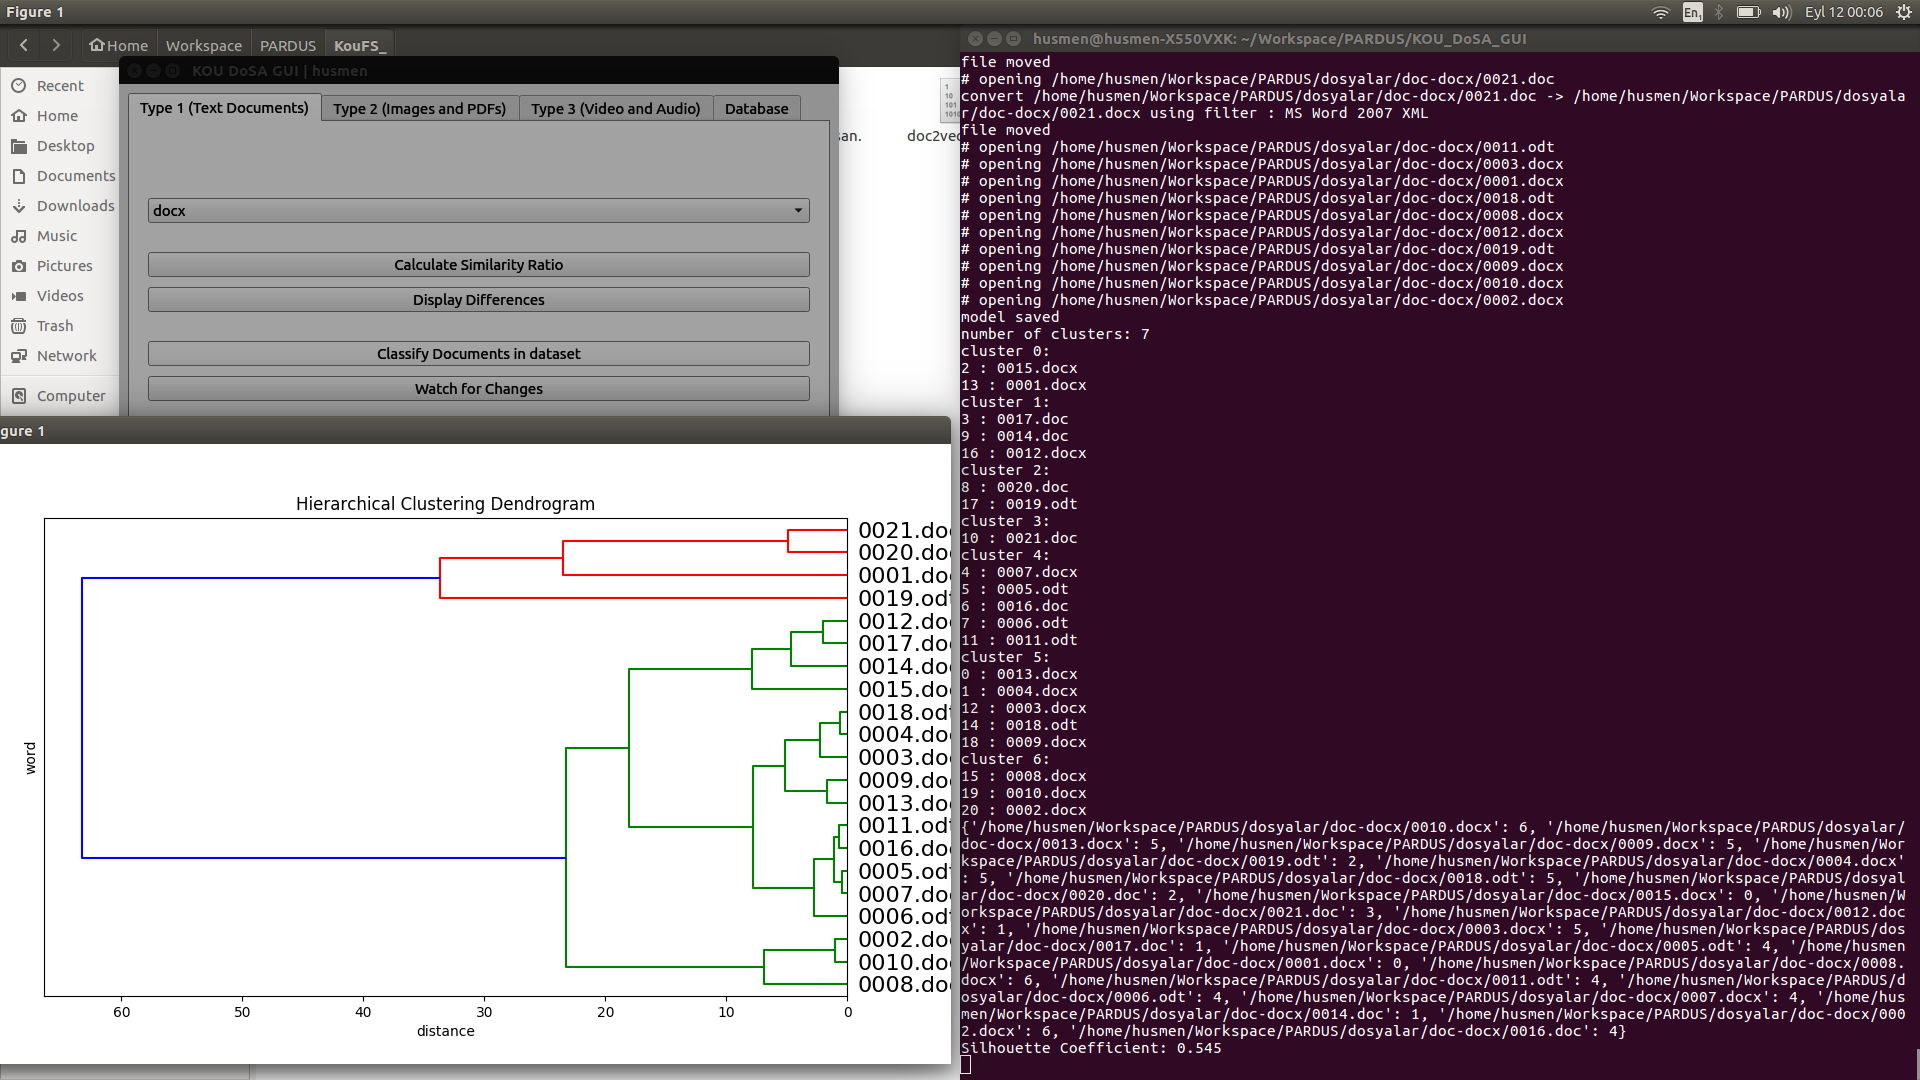 Figure 1
En1
Eyl 12 00:06
Home
Workspace
PARDUS
KouFS_
Recent
Home
Desktop
Documents
Downloads
Music
Pictures
Videos
Trash
Network
Computer
doc2vec
KOU DoSA GUI | husmen
Type 1 (Text Documents)
Type 2 (Images and PDFs)
Type 3 (Video and Audio)
Database
docx
Calculate Similarity Ratio
Display Differences
Classify Documents in dataset
Watch for Changes
gure 1
Hierarchical Clustering Dendrogram
0021.doc
0020.doc
0001.doc
0019.odt
0012.doc
0017.doc
0014.doc
0015.doc
0018.odt
0004.doc
0003.doc
0009.doc
0013.doc
0011.odt
0016.doc
0005.odt
0007.doc
0006.odt
0002.doc
0010.doc
0008.doc
word
60 50 40 30 20 10 0
distance
husmen@husmen-X550VXK: ~/Workspace/PARDUS/KOU_DoSA_GUI
file moved
# opening /home/husmen/Workspace/PARDUS/dosyalar/doc-docx/0021.doc
convert /home/husmen/Workspace/PARDUS/dosyalar/doc-docx/0021.doc -> /home/husmen/Workspace/PARDUS/dosyala
r/doc-docx/0021.docx using filter : MS Word 2007 XML
file moved
# opening /home/husmen/Workspace/PARDUS/dosyalar/doc-docx/0011.odt
# opening /home/husmen/Workspace/PARDUS/dosyalar/doc-docx/0003.docx
# opening /home/husmen/Workspace/PARDUS/dosyalar/doc-docx/0001.docx
# opening /home/husmen/Workspace/PARDUS/dosyalar/doc-docx/0018.odt
# opening /home/husmen/Workspace/PARDUS/dosyalar/doc-docx/0008.docx
# opening /home/husmen/Workspace/PARDUS/dosyalar/doc-docx/0012.docx
# opening /home/husmen/Workspace/PARDUS/dosyalar/doc-docx/0019.odt
# opening /home/husmen/Workspace/PARDUS/dosyalar/doc-docx/0009.docx
# opening /home/husmen/Workspace/PARDUS/dosyalar/doc-docx/0010.docx
# opening /home/husmen/Workspace/PARDUS/dosyalar/doc-docx/0002.docx
model saved
number of clusters: 7
cluster 0:
2 : 0015.docx
13 : 0001.docx
cluster 1:
3 : 0017.doc
9 : 0014.doc
16 : 0012.docx
cluster 2:
8 : 0020.doc
17 : 0019.odt
cluster 3:
10 : 0021.doc
cluster 4:
4 : 0007.docx
5 : 0005.odt
6 : 0016.doc
7 : 0006.odt
11 : 0011.odt
cluster 5:
0 : 0013.docx
1 : 0004.docx
12 : 0003.docx
14 : 0018.odt
18 : 0009.docx
cluster 6:
15 : 0008.docx
19 : 0010.docx
20 : 0002.docx
{'/home/husmen/Workspace/PARDUS/dosyalar/doc-docx/0010.docx': 6, '/home/husmen/Workspace/PARDUS/dosyalar/
doc-docx/0013.docx': 5, '/home/husmen/Workspace/PARDUS/dosyalar/doc-docx/0009.docx': 5, '/home/husmen/Wor
kspace/PARDUS/dosyalar/doc-docx/0019.odt': 2, '/home/husmen/Workspace/PARDUS/dosyalar/doc-docx/0004.docx'
: 5, '/home/husmen/Workspace/PARDUS/dosyalar/doc-docx/0018.odt': 5, '/home/husmen/Workspace/PARDUS/dosyal
ar/doc-docx/0020.doc': 2, '/home/husmen/Workspace/PARDUS/dosyalar/doc-docx/0015.docx': 0, '/home/husmen/W
orkspace/PARDUS/dosyalar/doc-docx/0021.doc': 3, '/home/husmen/Workspace/PARDUS/dosyalar/doc-docx/0012.doc
x': 1, '/home/husmen/Workspace/PARDUS/dosyalar/doc-docx/0003.docx': 5, '/home/husmen/Workspace/PARDUS/dos
yalar/doc-docx/0017.doc': 1, '/home/husmen/Workspace/PARDUS/dosyalar/doc-docx/0005.odt': 4, '/home/husmen
/Workspace/PARDUS/dosyalar/doc-docx/0001.docx': 0, '/home/husmen/Workspace/PARDUS/dosyalar/doc-docx/0008.
docx': 6, '/home/husmen/Workspace/PARDUS/dosyalar/doc-docx/0011.odt': 4, '/home/husmen/Workspace/PARDUS/d
osyalar/doc-docx/0006.odt': 4, '/home/husmen/Workspace/PARDUS/dosyalar/doc-docx/0007.docx': 4, '/home/hus
men/Workspace/PARDUS/dosyalar/doc-docx/0014.doc': 1, '/home/husmen/Workspace/PARDUS/dosyalar/doc-docx/000
2.docx': 6, '/home/husmen/Workspace/PARDUS/dosyalar/doc-docx/0016.doc': 4}
Silhouette Coefficient: 0.545